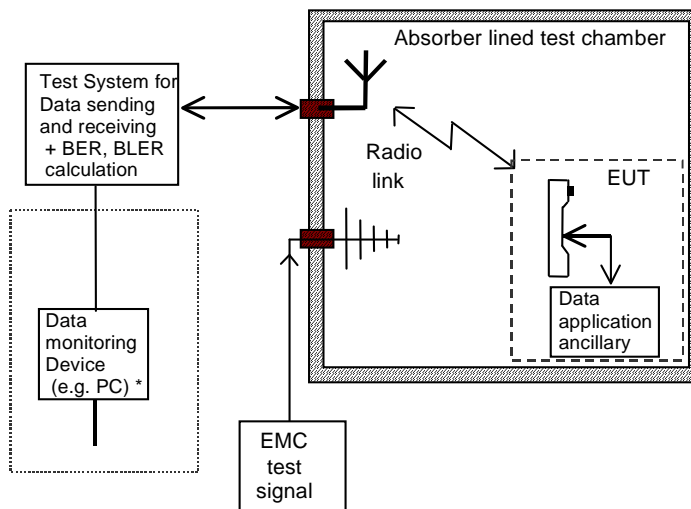 Absorber lined test chamber
Test System for
Data sending
and receiving
+ BER, BLER
calculation
Radio
link
EUT
Data
application
ancillary
Data
monitoring
Device
(e.g. PC) *
EMC
test
signal